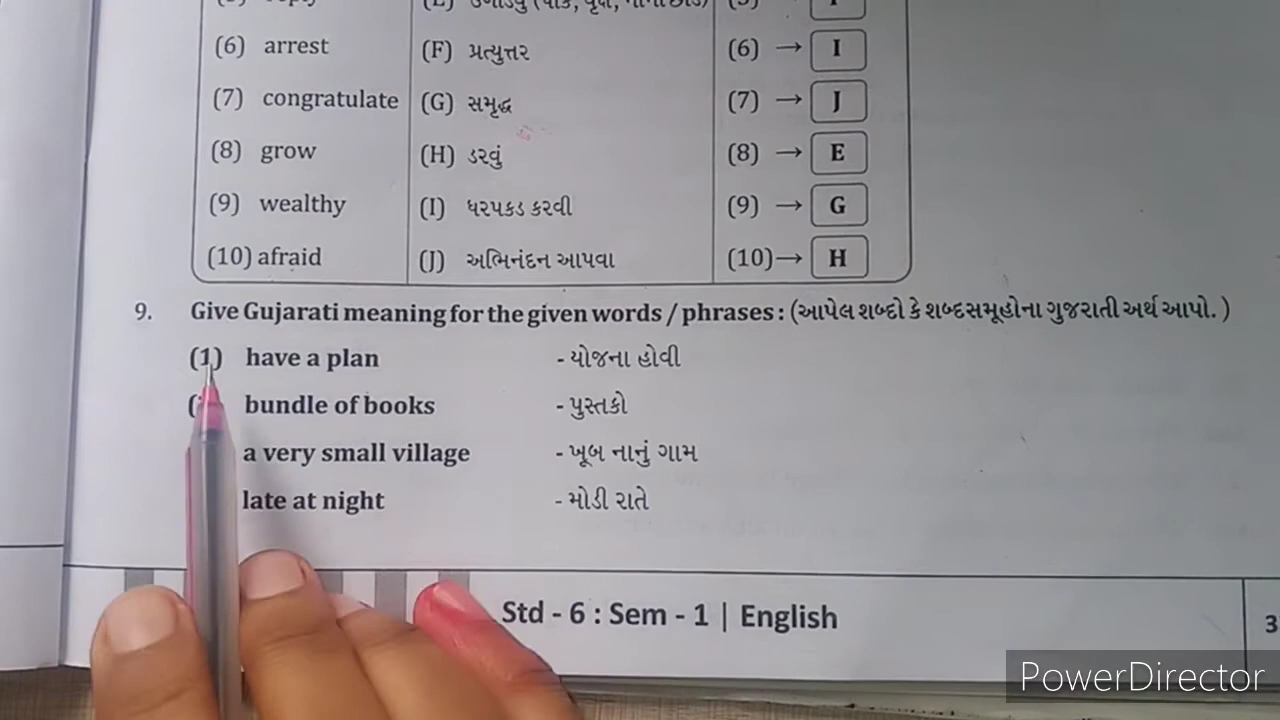 (6) arrest (F) પ્રત્યુત્તર (6) → I
(7) congratulate (G) સમૃદ્ધ (7) → J
(8) grow (H) ડરવું (8) → E
(9) wealthy (I) ધરપકડ કરવી (9) → G
(10) afraid (J) અભિનંદન આપવા (10) → H
9. Give Gujarati meaning for the given words / phrases : (આપેલ શબ્દો કે શબ્દસમૂહોના ગુજરાતી અર્થ આપો. )
(1) have a plan - યોજના હોવી
bundle of books - પુસ્તકો
a very small village - ખૂબ નાનું ગામ
late at night - મોડી રાતે
Std - 6 : Sem - 1 | English
3
PowerDirector